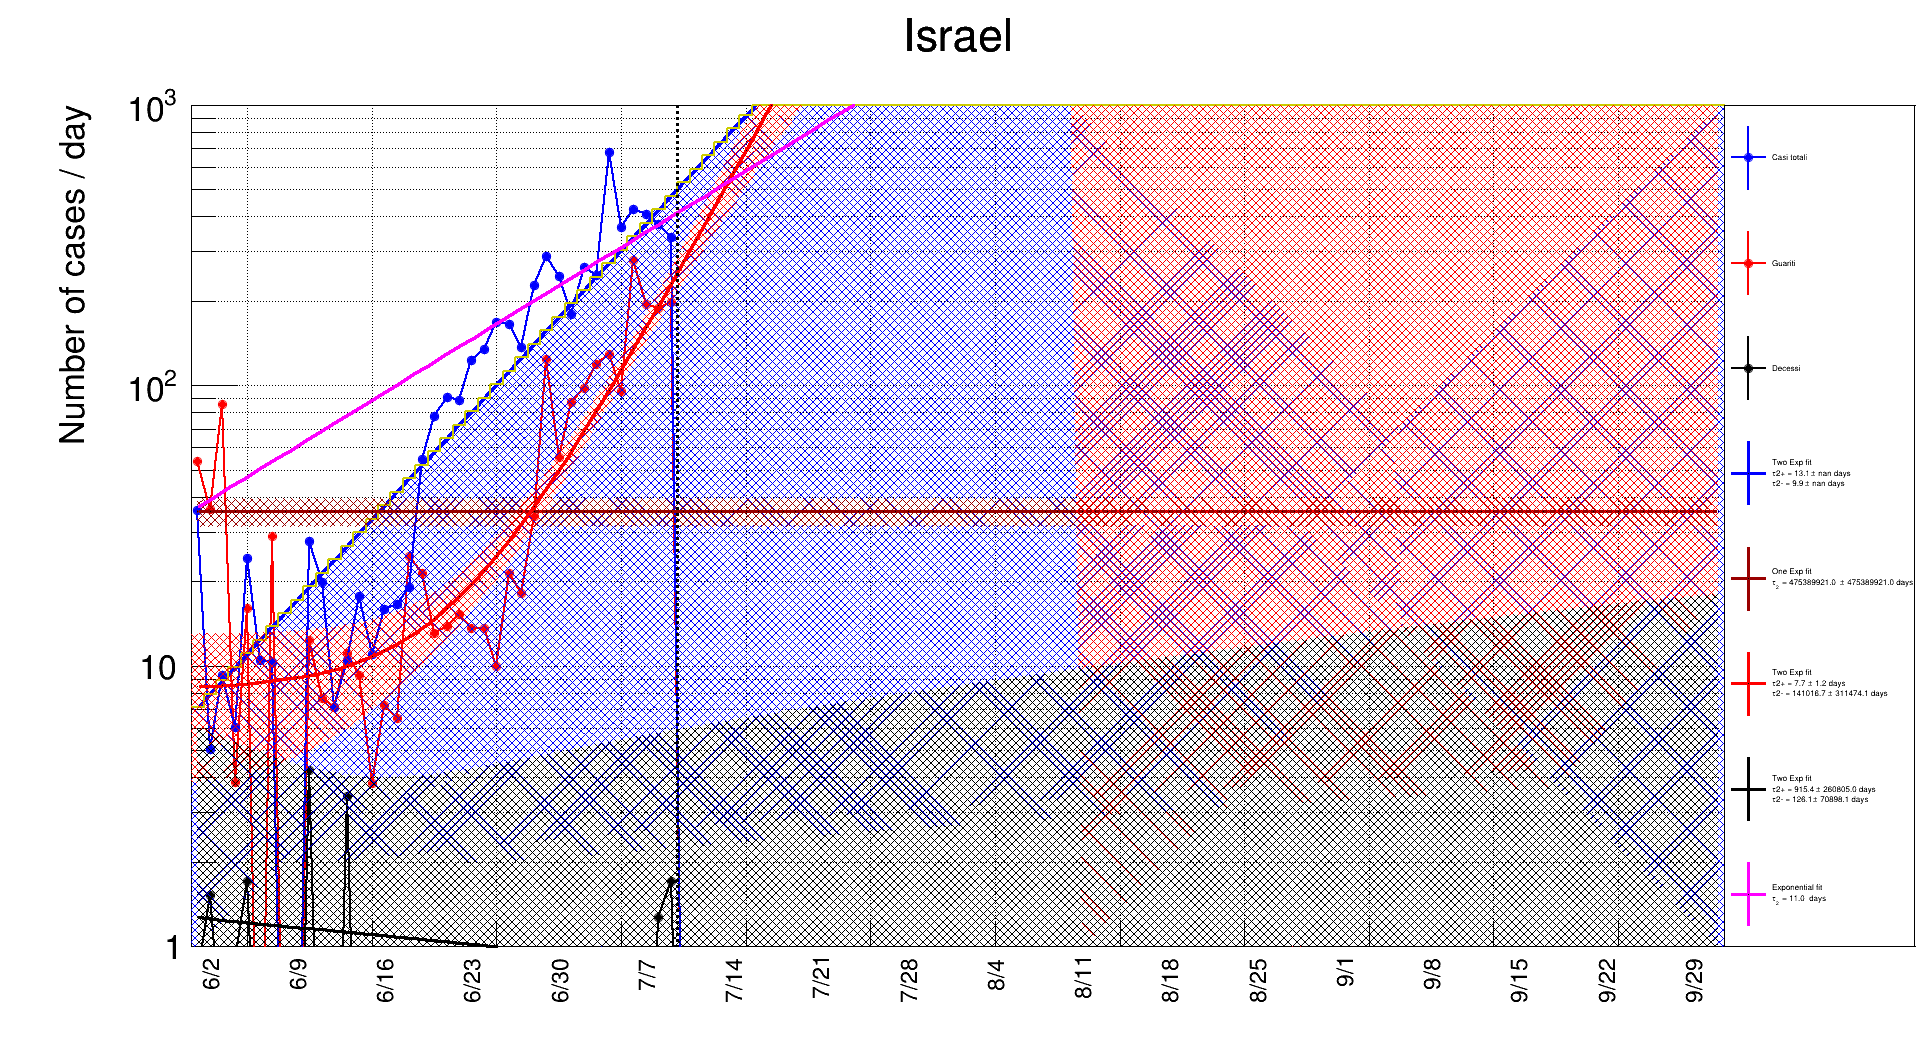 Israel
Number of cases / day
10³
10²
10
1
6/2
6/9
6/16
6/23
6/30
7/7
7/14
7/21
7/28
8/4
8/11
8/18
8/25
9/1
9/8
9/15
9/22
9/29
Casi totali
Guariti
Decessi
Two Exp fit
τ2+ = 13.1 ± nan days
τ2- = 9.9 ± nan days
One Exp fit
τ₂ = 475389921.0 ± 475389921.0 days
Two Exp fit
τ2+ = 7.7 ± 1.2 days
τ2- = 141016.7 ± 311474.1 days
Two Exp fit
τ2+ = 915.4 ± 260805.0 days
τ2- = 126.1 ± 70898.1 days
Exponential fit
τ₂ = 11.0 days